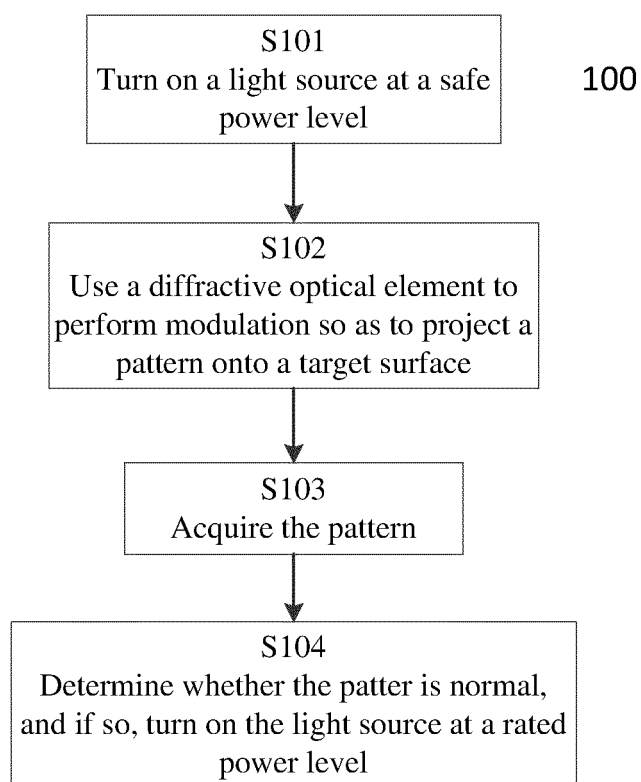 S101
Turn on a light source at a safe
power level
100
S102
Use a diffractive optical element to
perform modulation so as to project a
pattern onto a target surface
S103
Acquire the pattern
S104
Determine whether the patter is normal,
and if so, turn on the light source at a rated
power level